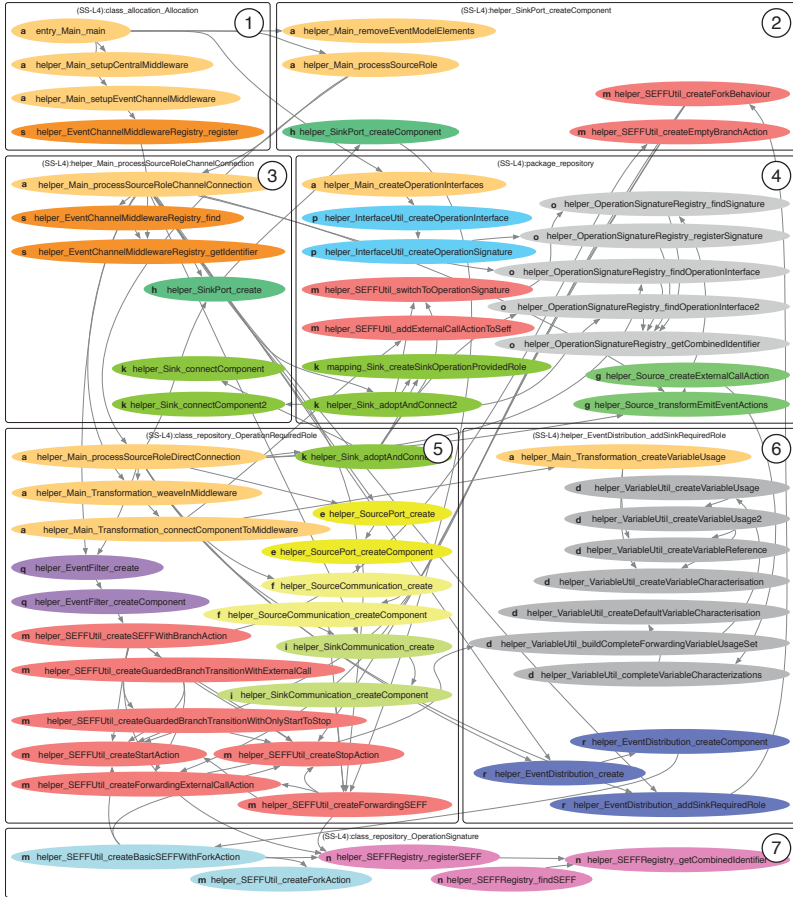 (SS-L4):class_allocation_Allocation
1
a entry_Main_main
a helper_Main_setupCentralMiddleware
a helper_Main_setupEventChannelMiddleware
s helper_EventChannelMiddlewareRegistry_register
(SS-L4):helper_SinkPort_createComponent
2
a helper_Main_removeEventModelElements
a helper_Main_processSourceRole
m helper_SEFFUtil_createForkBehaviour
h helper_SinkPort_createComponent
m helper_SEFFUtil_createEmptyBranchAction
(SS-L4):helper_Main_processSourceRoleChannelConnection
3
a helper_Main_processSourceRoleChannelConnection
s helper_EventChannelMiddlewareRegistry_find
s helper_EventChannelMiddlewareRegistry_getIdentifier
h helper_SinkPort_create
k helper_Sink_connectComponent
k helper_Sink_connectComponent2
(SS-L4):package_repository
4
a helper_Main_createOperationInterfaces
p helper_InterfaceUtil_createOperationInterface
p helper_InterfaceUtil_createOperationSignature
m helper_SEFFUtil_switchToOperationSignature
m helper_SEFFUtil_addExternalCallActionToSeff
k mapping_Sink_createSinkOperationProvidedRole
k helper_Sink_adoptAndConnect2
o helper_OperationSignatureRegistry_findSignature
o helper_OperationSignatureRegistry_registerSignature
o helper_OperationSignatureRegistry_findOperationInterface
o helper_OperationSignatureRegistry_findOperationInterface2
o helper_OperationSignatureRegistry_getCombinedIdentifier
g helper_Source_createExternalCallAction
g helper_Source_transformEmitEventActions
(SS-L4):class_repository_OperationRequiredRole
5
a helper_Main_processSourceRoleDirectConnection
k helper_Sink_adoptAndConn
a helper_Main_Transformation_weaveInMiddleware
e helper_SourcePort_create
a helper_Main_Transformation_connectComponentToMiddleware
e helper_SourcePort_createComponent
q helper_EventFilter_create
f helper_SourceCommunication_create
q helper_EventFilter_createComponent
f helper_SourceCommunication_createComponent
m helper_SEFFUtil_createSEFFWithBranchAction
i helper_SinkCommunication_create
m helper_SEFFUtil_createGuardedBranchTransitionWithExternalCall
i helper_SinkCommunication_createComponent
m helper_SEFFUtil_createGuardedBranchTransitionWithOnlyStartToStop
m helper_SEFFUtil_createStartAction
m helper_SEFFUtil_createStopAction
m helper_SEFFUtil_createForwardingExternalCallAction
m helper_SEFFUtil_createForwardingSEFF
(SS-L4):helper_EventDistribution_addSinkRequiredRole
6
a helper_Main_Transformation_createVariableUsage
d helper_VariableUtil_createVariableUsage
d helper_VariableUtil_createVariableUsage2
d helper_VariableUtil_createVariableReference
d helper_VariableUtil_createVariableCharacterisation
d helper_VariableUtil_createDefaultVariableCharacterisation
d helper_VariableUtil_buildCompleteForwardingVariableUsageSet
d helper_VariableUtil_completeVariableCharacterizations
r helper_EventDistribution_createComponent
r helper_EventDistribution_create
r helper_EventDistribution_addSinkRequiredRole
(SS-L4):class_repository_OperationSignature
7
m helper_SEFFUtil_createBasicSEFFWithForkAction
n helper_SEFFRegistry_registerSEFF
n helper_SEFFRegistry_getCombinedIdentifier
m helper_SEFFUtil_createForkAction
n helper_SEFFRegistry_findSEFF